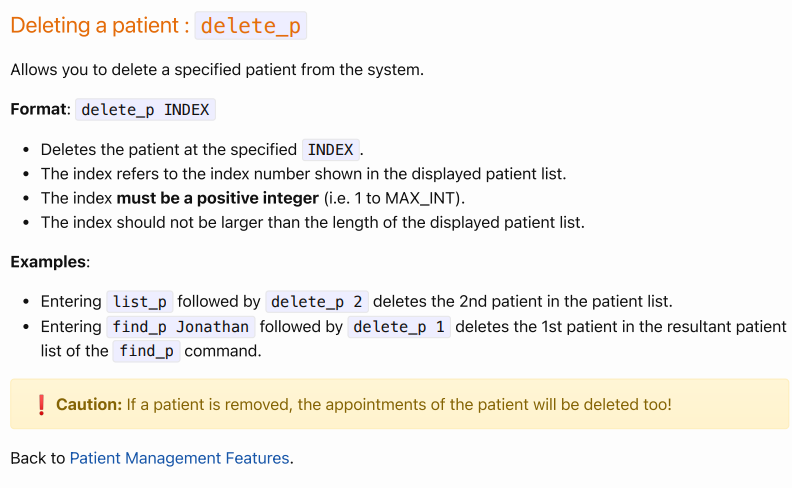 Deleting a patient : delete_p
Allows you to delete a specified patient from the system.
Format: delete_p INDEX
• Deletes the patient at the specified INDEX.
• The index refers to the index number shown in the displayed patient list.
• The index must be a positive integer (i.e. 1 to MAX_INT).
• The index should not be larger than the length of the displayed patient list.
Examples:
• Entering list_p followed by delete_p 2 deletes the 2nd patient in the patient list.
• Entering find_p Jonathan followed by delete_p 1 deletes the 1st patient in the resultant patient
list of the find_p command.
❗ Caution: If a patient is removed, the appointments of the patient will be deleted too!
Back to Patient Management Features.